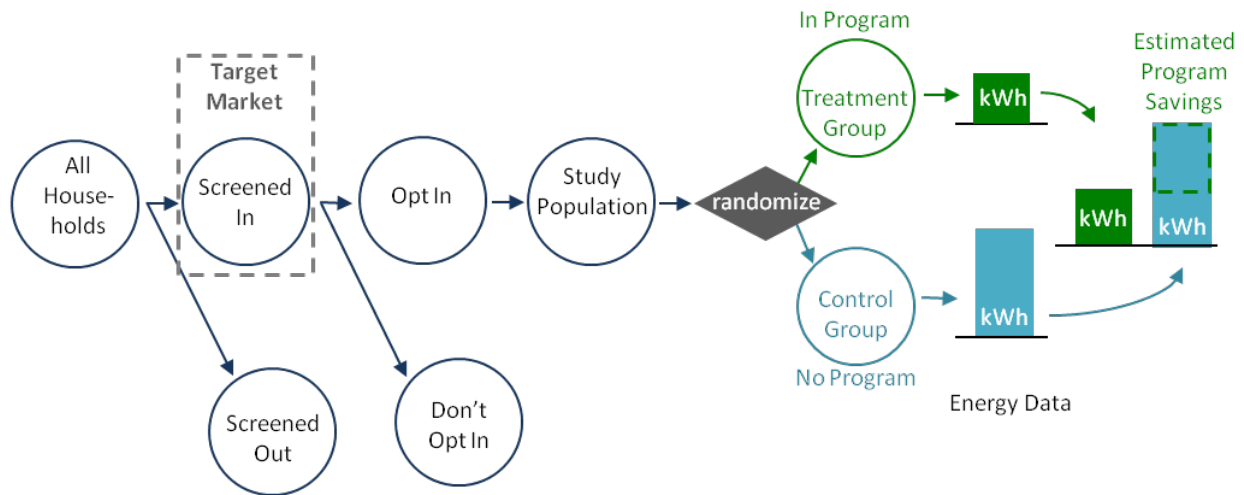 Target
Market
All
House-
holds
Screened
In
Opt In
Study
Population
randomize
In Program
Treatment
Group
kWh
Estimated
Program
Savings
kWh
kWh
Control
Group
No Program
kWh
Energy Data
Screened
Out
Don't
Opt In